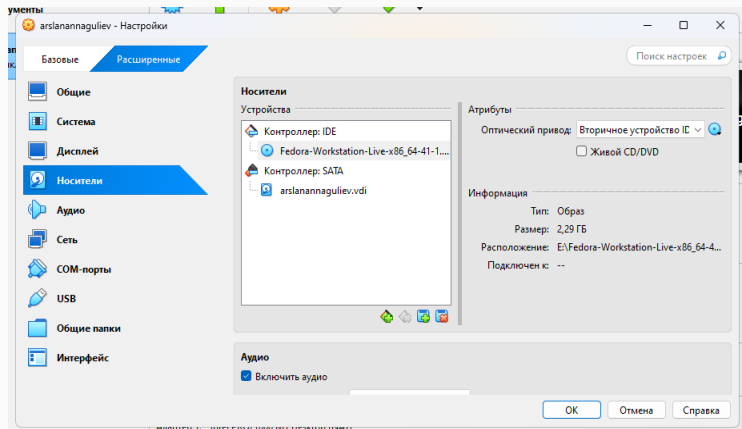 ументы
arslanannaguliev - Настройки
Базовые
Расширенные
Поиск настроек
Общие
Система
Дисплей
Носители
Аудио
Сеть
COM-порты
USB
Общие папки
Интерфейс
Носители
Устройства
Контроллер: IDE
Fedora-Workstation-Live-x86_64-41-1....
Контроллер: SATA
arslanannaguliev.vdi
Атрибуты
Оптический привод: Вторичное устройство IE
Живой CD/DVD
Информация
Тип: Образ
Размер: 2,29 ГБ
Расположение: E:\Fedora-Workstation-Live-x86_64-4...
Подключен к: --
Аудио
Включить аудио
OK
Отмена
Справка